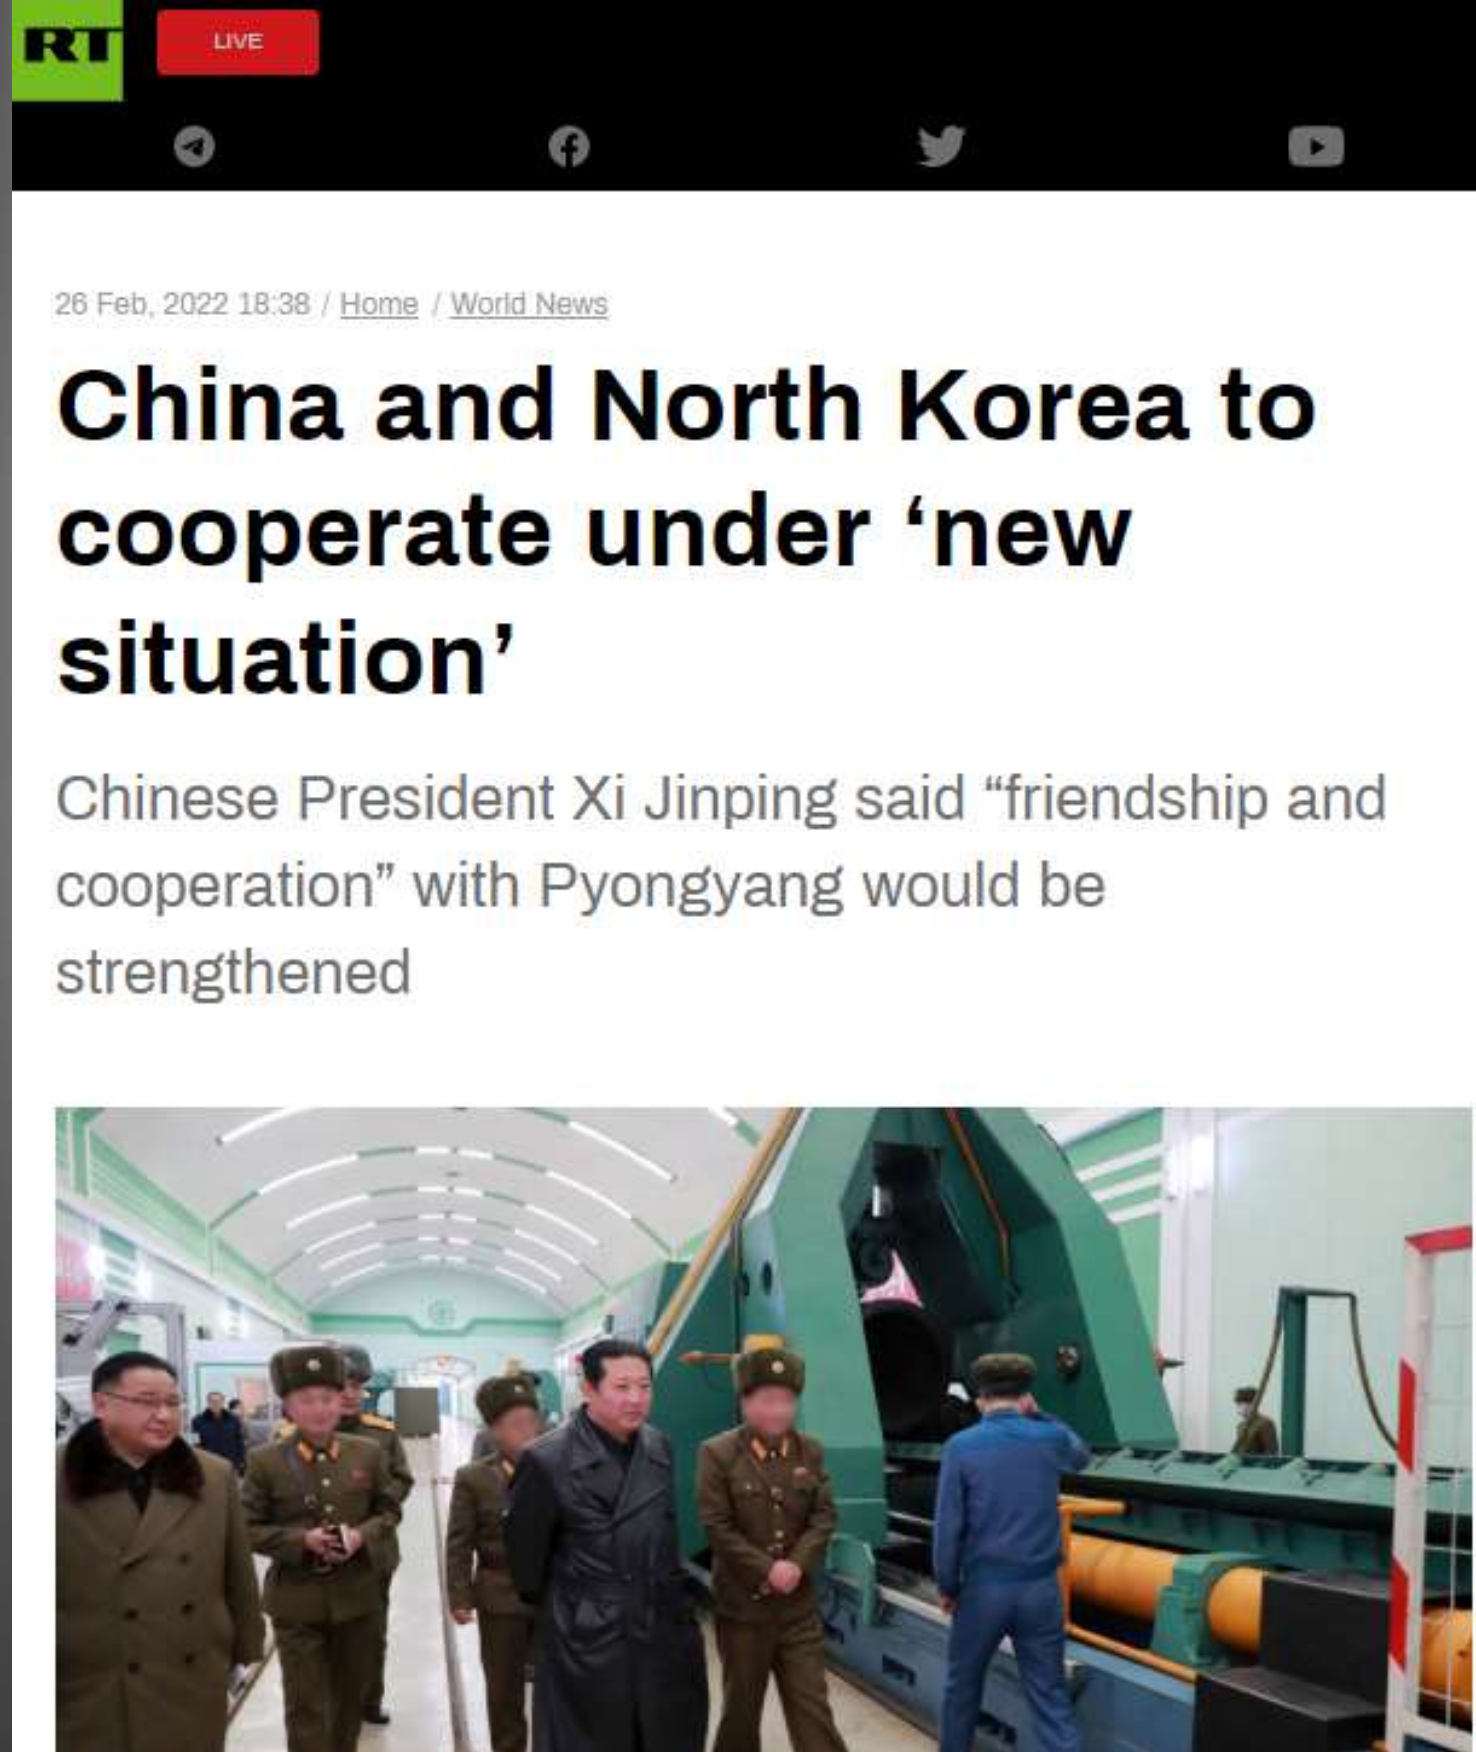 RT
LIVE
26 Feb, 2022 18:38 / Home / World News
China and North Korea to
cooperate under ‘new
situation’
Chinese President Xi Jinping said “friendship and
cooperation” with Pyongyang would be
strengthened